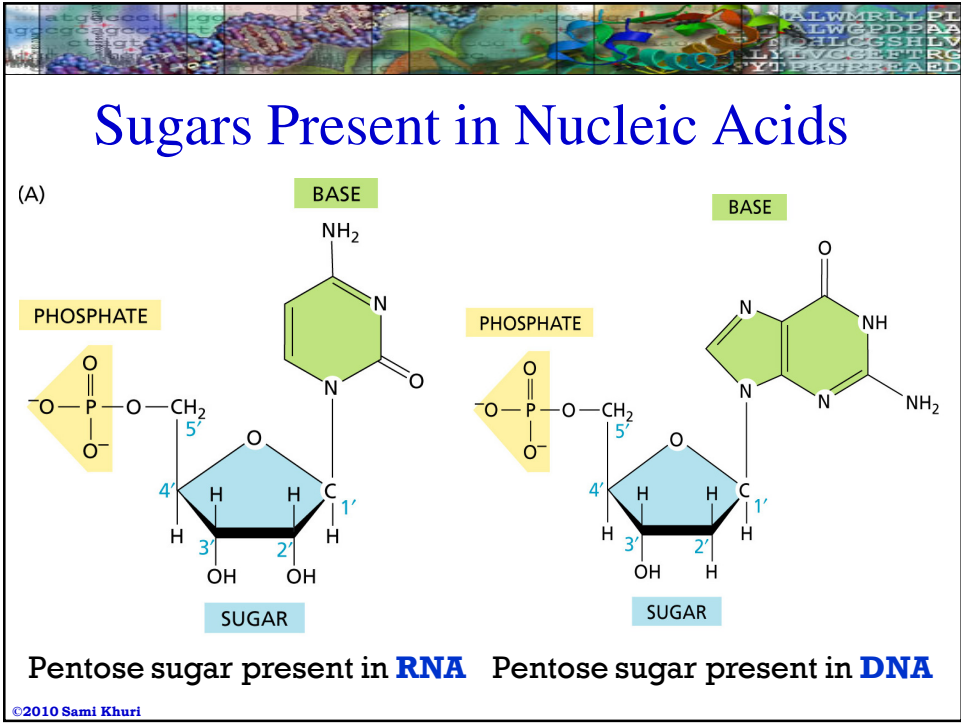 ALWMRLLPL
ALWGPDPAA
Sugars Present in Nucleic Acids
(A)
BASE
NH₂
N
O
N
PHOSPHATE
O
⁻O—P—O—CH₂
O⁻
5′
O
4′
H
H
C
1′
H
3′
2′
H
OH
OH
SUGAR
BASE
O
N
NH
N
N
NH₂
PHOSPHATE
O
⁻O—P—O—CH₂
O⁻
5′
O
4′
H
H
C
1′
H
3′
2′
H
OH
H
SUGAR
Pentose sugar present in RNA
Pentose sugar present in DNA
©2010 Sami Khuri